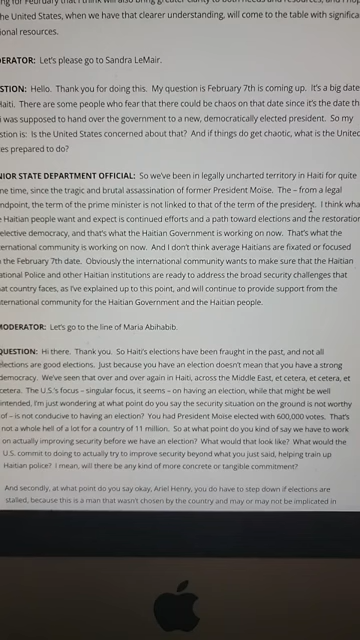 the United States, when we have that clearer understanding, will come to the table with significa
ional resources.
ERATOR: Let's please go to Sandra LeMair.
STION: Hello. Thank you for doing this. My question is February 7th is coming up. It's a big date
Haiti. There are some people who fear that there could be chaos on that date since it's the date th
was supposed to hand over the government to a new, democratically elected president. So my
stion is: Is the United States concerned about that? And if things do get chaotic, what is the Unite
es prepared to do?
NIOR STATE DEPARTMENT OFFICIAL: So we've been in legally uncharted territory in Haiti for quite
me time, since the tragic and brutal assassination of former President Moise. The – from a legal
ndpoint, the term of the prime minister is not linked to that of the term of the president. I think wha
e Haitian people want and expect is continued efforts and a path toward elections and the restoration
elective democracy, and that's what the Haitian Government is working on now. That's what the
ernational community is working on now. And I don't think average Haitians are fixated or focused
the February 7th date. Obviously the international community wants to make sure that the Haitian
ational Police and other Haitian institutions are ready to address the broad security challenges that
at country faces, as I've explained up to this point, and will continue to provide support from the
ternational community for the Haitian Government and the Haitian people.
MODERATOR: Let's go to the line of Maria Abihabib.
QUESTION: Hi there. Thank you. So Haiti's elections have been fraught in the past, and not all
elections are good elections. Just because you have an election doesn't mean that you have a strong
democracy. We've seen that over and over again in Haiti, across the Middle East, et cetera, et cetera, et
cetera. The U.S.'s focus – singular focus, it seems – on having an election, while that might be well
intended, I'm just wondering at what point do you say the security situation on the ground is not worthy
of – is not conducive to having an election? You had President Moise elected with 600,000 votes. That's
not a whole hell of a lot for a country of 11 million. So at what point do you kind of say we have to work
on actually improving security before we have an election? What would that look like? What would the
U.S. commit to doing to actually try to improve security beyond what you just said, helping train up
Haitian police? I mean, will there be any kind of more concrete or tangible commitment?
And secondly, at what point do you say okay, Ariel Henry, you do have to step down if elections are
stalled, because this is a man that wasn't chosen by the country and may or may not be implicated in